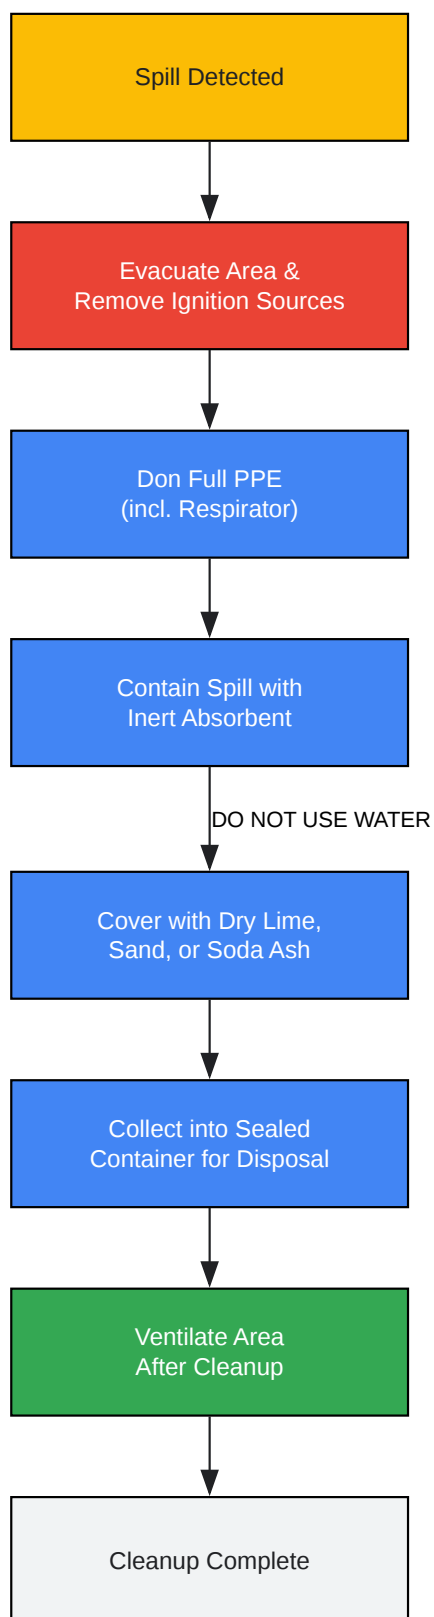 Spill Detected
Evacuate Area &
Remove Ignition Sources
Don Full PPE
(incl. Respirator)
Contain Spill with
Inert Absorbent
DO NOT USE WATER
Cover with Dry Lime,
Sand, or Soda Ash
Collect into Sealed
Container for Disposal
Ventilate Area
After Cleanup
Cleanup Complete